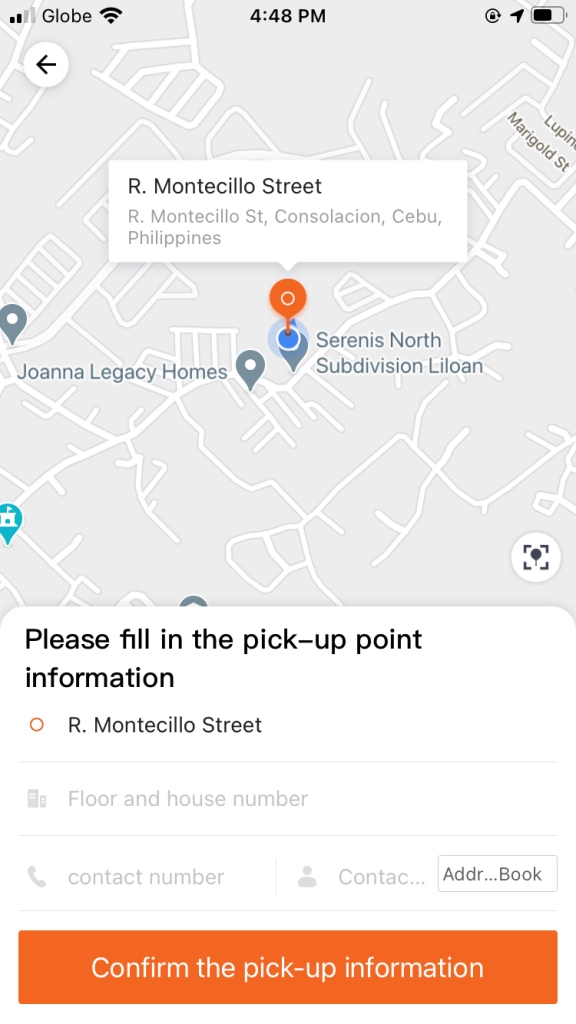 Globe
4:48 PM
Marigold St
R. Montecillo Street
R. Montecillo St, Consolacion, Cebu,
Philippines
Serenis North
Subdivision Liloan
Joanna Legacy Homes
Please fill in the pick-up point
information
R. Montecillo Street
Floor and house number
contact number
Contac...
Addr...Book
Confirm the pick-up information